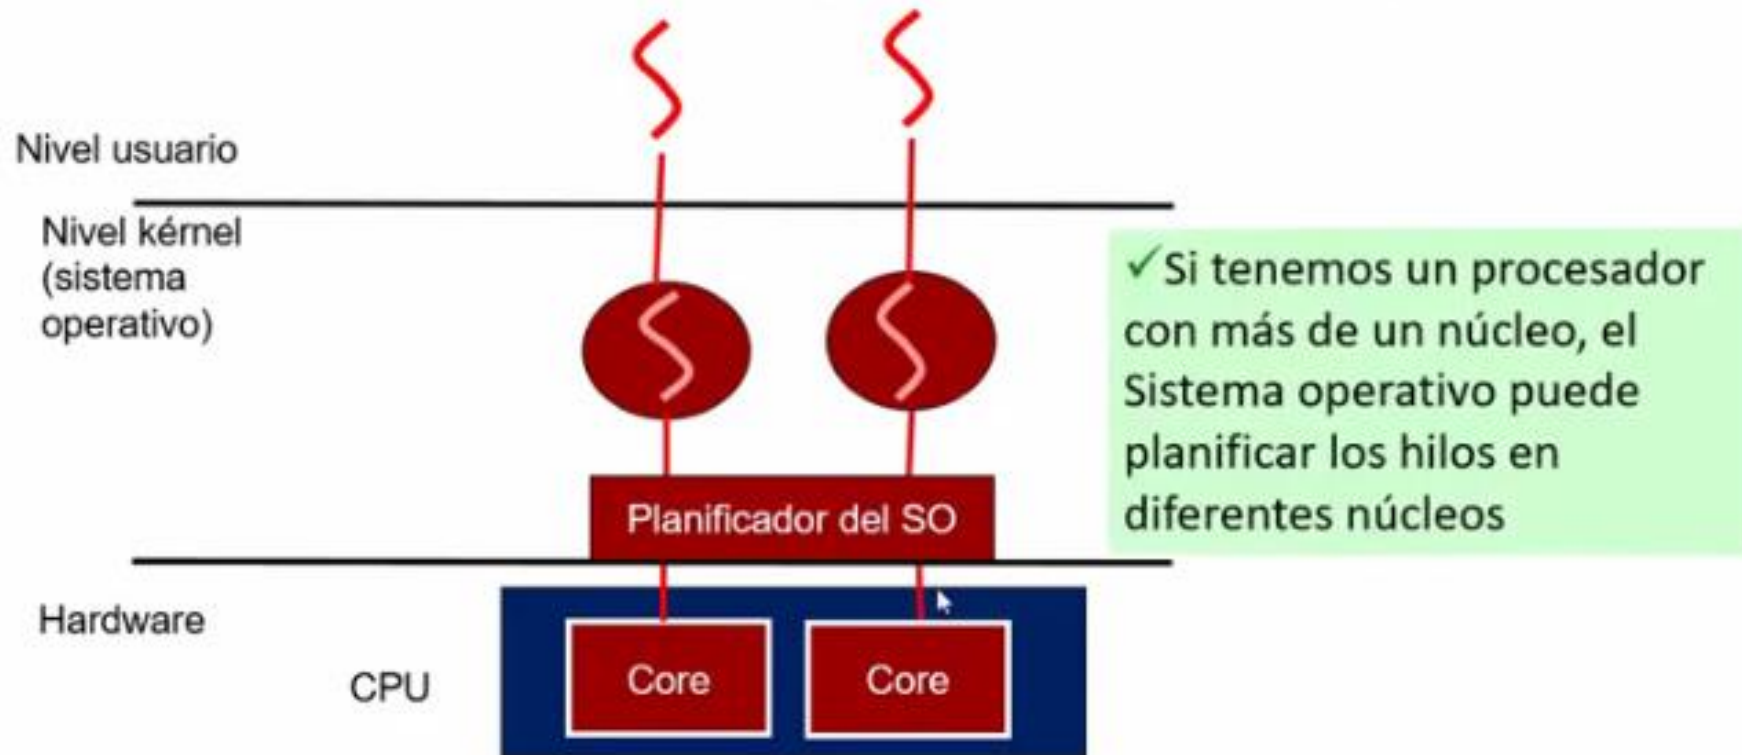 Nivel usuario
Nivel kérnel
(sistema
operativo)
✓Si tenemos un procesador
con más de un núcleo, el
Sistema operativo puede
planificar los hilos en
diferentes núcleos
Planificador del SO
Hardware
CPU
Core
Core